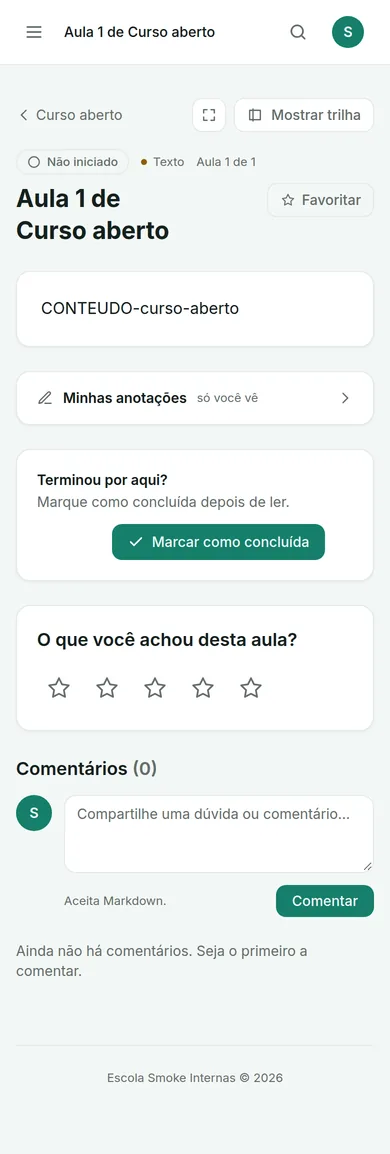 Aula 1 de Curso aberto
S
Curso aberto
Mostrar trilha
Não iniciado
Texto
Aula 1 de 1
Aula 1 de
Curso aberto
Favoritar
CONTEUDO-curso-aberto
Minhas anotações só você vê
Terminou por aqui?
Marque como concluída depois de ler.
Marcar como concluída
O que você achou desta aula?
Comentários (0)
S
Compartilhe uma dúvida ou comentário...
Aceita Markdown.
Comentar
Ainda não há comentários. Seja o primeiro a
comentar.
Escola Smoke Internas © 2026